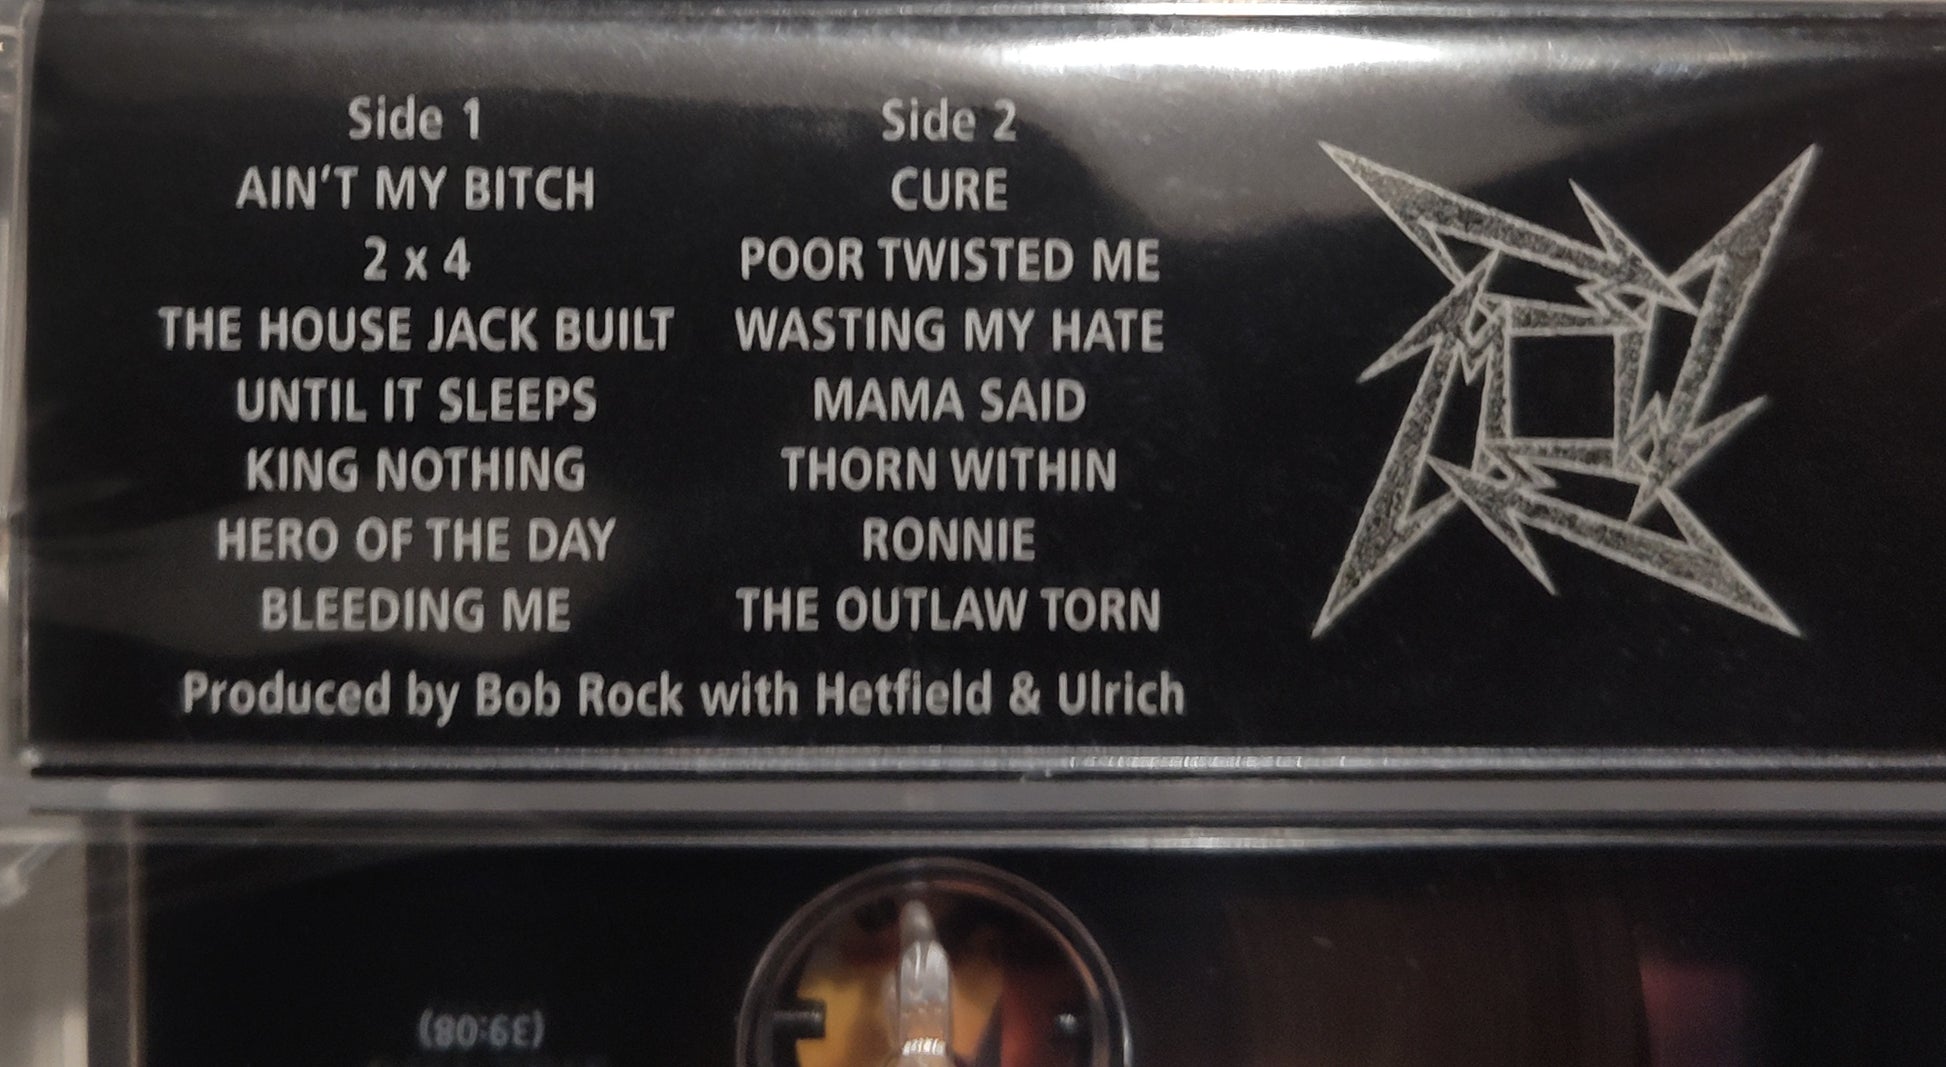 Side 1
AIN'T MY BITCH
2 x 4
THE HOUSE JACK BUILT
UNTIL IT SLEEPS
KING NOTHING
HERO OF THE DAY
BLEEDING ME
Side 2
CURE
POOR TWISTED ME
WASTING MY HATE
MAMA SAID
THORN WITHIN
RONNIE
THE OUTLAW TORN
Produced by Bob Rock with Hetfield & Ulrich
(39:08)